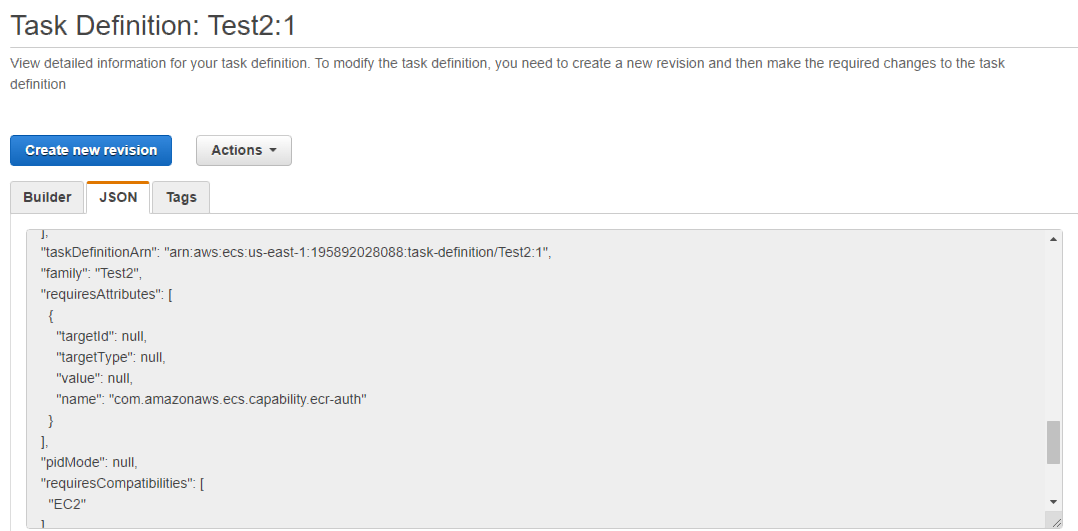 Task Definition: Test2:1
View detailed information for your task definition. To modify the task definition, you need to create a new revision and then make the required changes to the task
definition
Create new revision
Actions
Builder
JSON
Tags
],
"taskDefinitionArn": "arn:aws:ecs:us-east-1:195892028088:task-definition/Test2:1",
"family": "Test2",
"requiresAttributes": [
{
"targetId": null,
"targetType": null,
"value": null,
"name": "com.amazonaws.ecs.capability.ecr-auth"
}
],
"pidMode": null,
"requiresCompatibilities": [
"EC2"
]